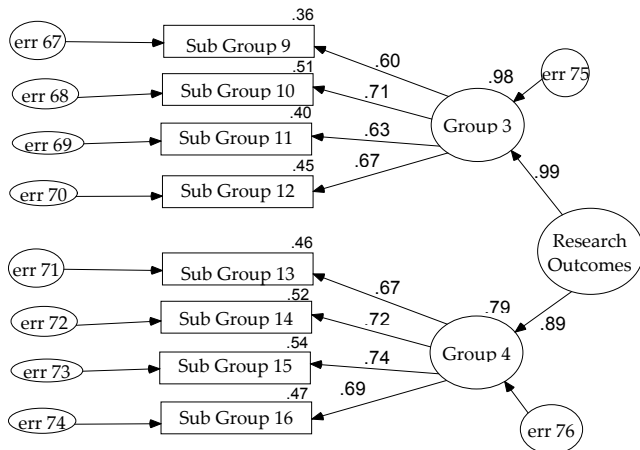 .36
err 67
Sub Group 9
.60
.98
err 75
.51
err 68
Sub Group 10
.71
Group 3
.40
err 69
Sub Group 11
.63
.45
err 70
Sub Group 12
.67
.99
Research
Outcomes
.46
err 71
Sub Group 13
.67
.79
.89
.52
err 72
Sub Group 14
.72
Group 4
.54
err 73
Sub Group 15
.74
.47
err 74
Sub Group 16
.69
err 76